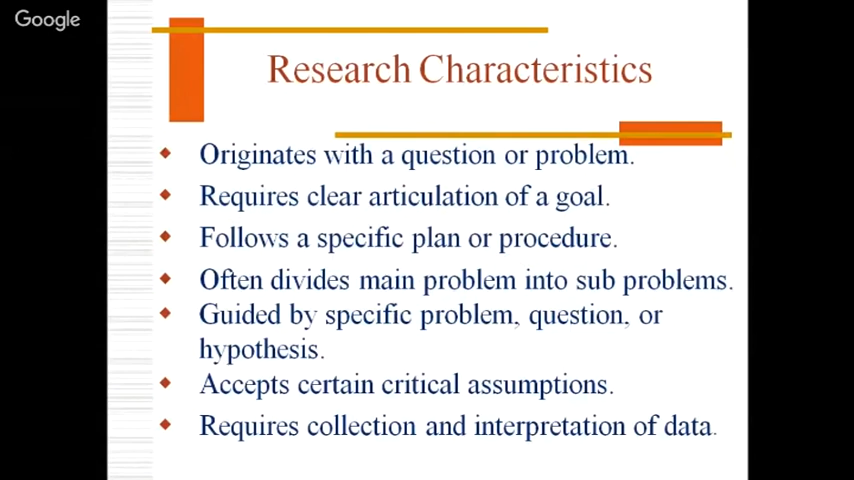 Google
Research Characteristics
Originates with a question or problem.
Requires clear articulation of a goal.
Follows a specific plan or procedure.
Often divides main problem into sub problems.
Guided by specific problem, question, or
hypothesis.
Accepts certain critical assumptions.
Requires collection and interpretation of data.